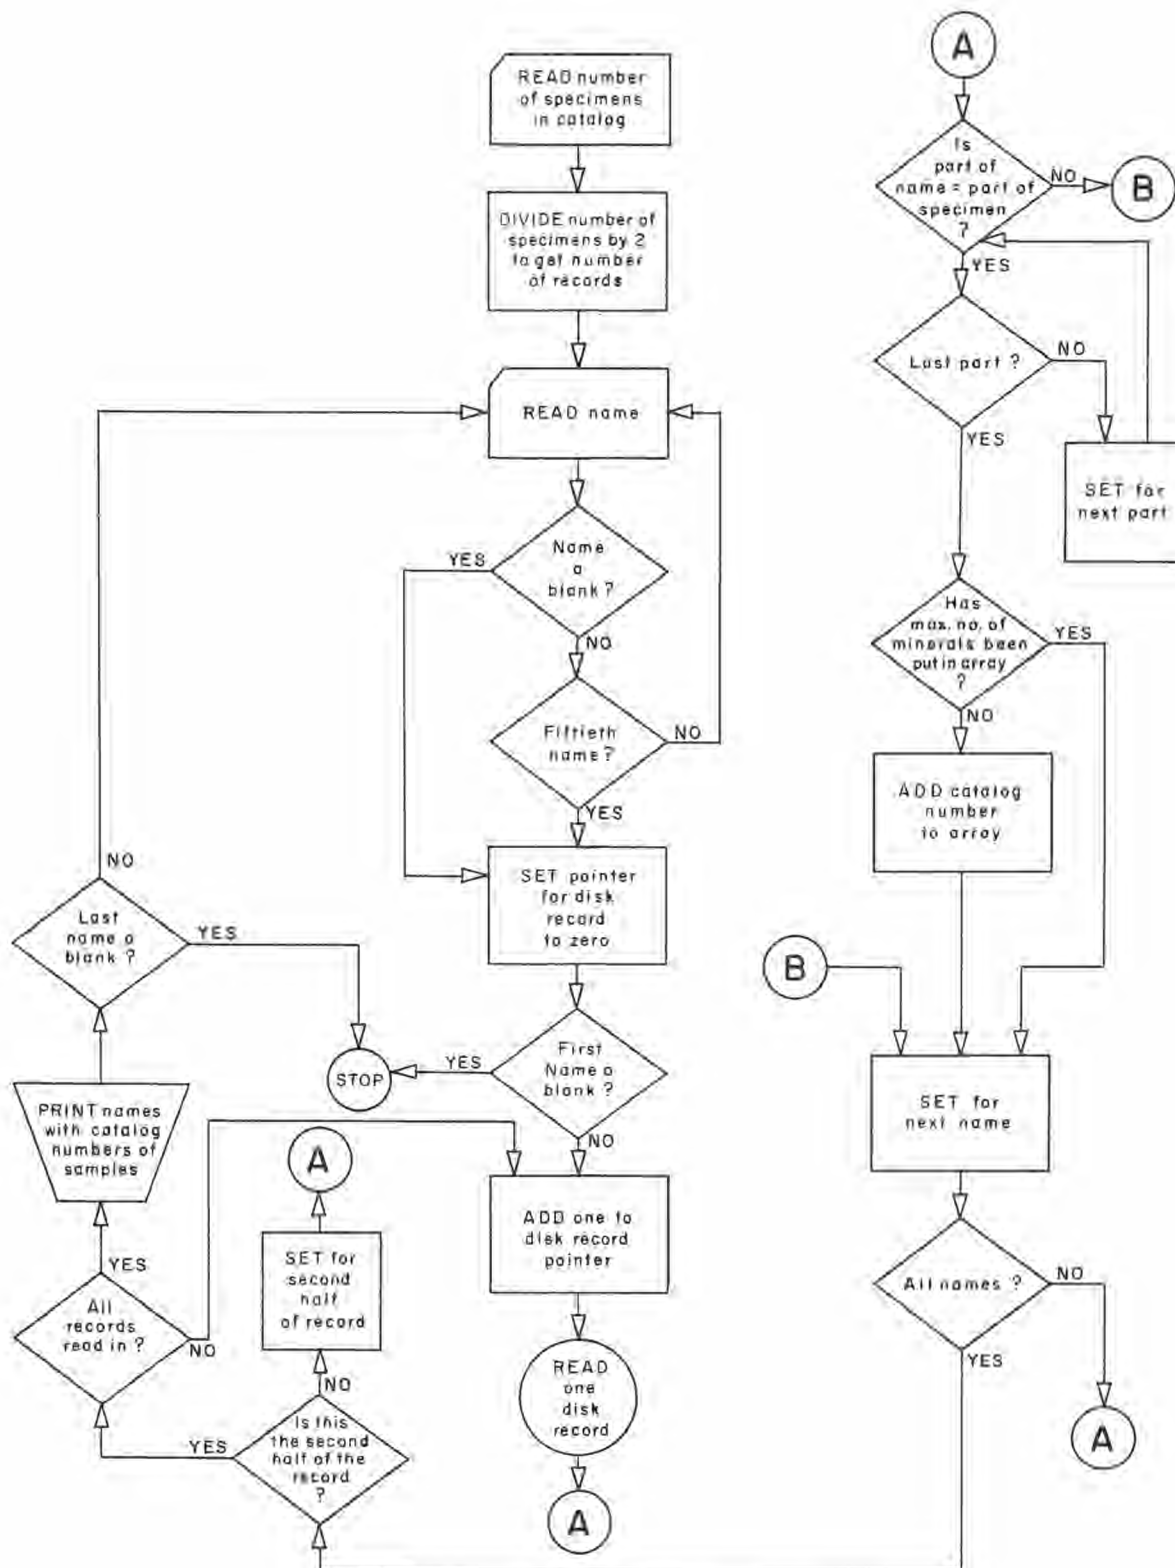 READ number
of specimens
in catalog
DIVIDE number of
specimens by 2
to get number
of records
READ name
YES
Name
a
blank?
NO
Fiftieth
name?
NO
YES
SET pointer
for disk
record
to zero
YES
First
Name a
blank?
NO
ADD one to
disk record
pointer
READ
one
disk
record
A
NO
Last
name a
blank?
YES
STOP
PRINT names
with catalog
numbers of
samples
YES
All
records
read in?
NO
A
SET for
second
half
of record
NO
YES
Is this
the second
half of the
record
?
A
Is
part of
name = part of
specimen
?
NO
B
YES
Last part ?
NO
YES
SET for
next part
Has
max. no. of
minerals been
put in array
?
YES
NO
ADD catalog
number
to array
B
SET for
next name
All names ?
NO
YES
A